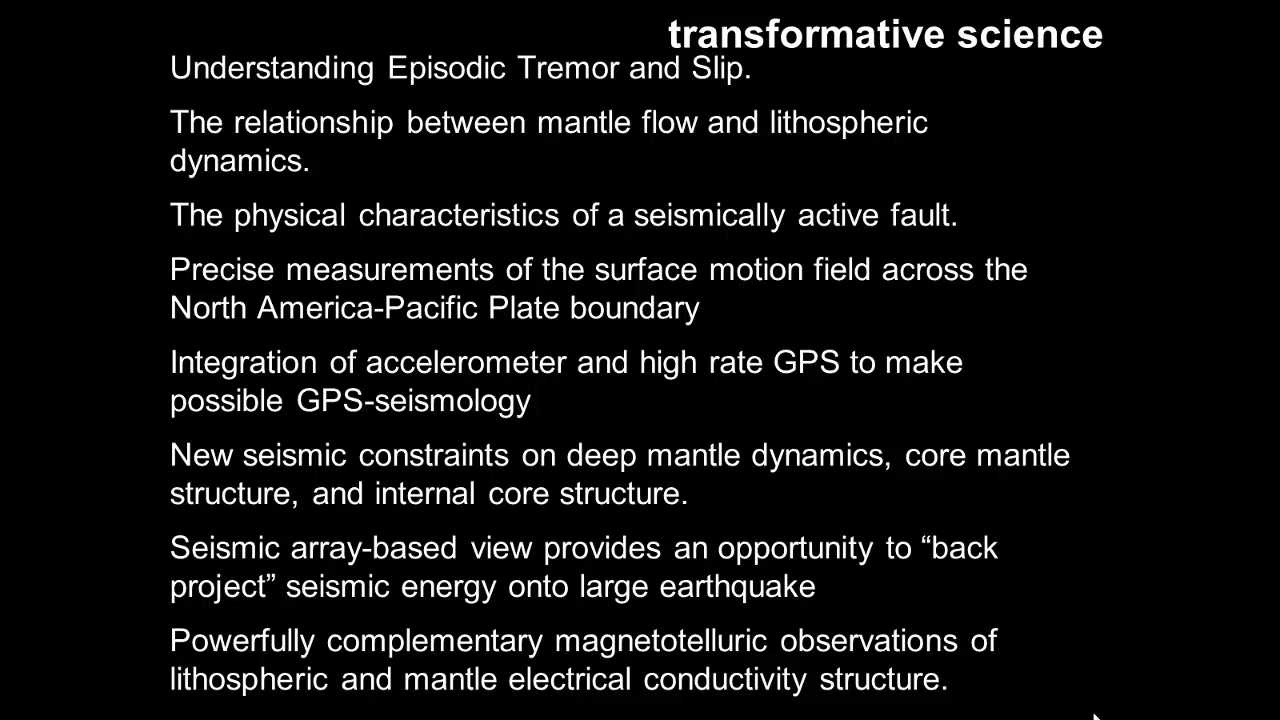 transformative science
Understanding Episodic Tremor and Slip.
The relationship between mantle flow and lithospheric
dynamics.
The physical characteristics of a seismically active fault.
Precise measurements of the surface motion field across the
North America-Pacific Plate boundary
Integration of accelerometer and high rate GPS to make
possible GPS-seismology
New seismic constraints on deep mantle dynamics, core mantle
structure, and internal core structure.
Seismic array-based view provides an opportunity to “back
project” seismic energy onto large earthquake
Powerfully complementary magnetotelluric observations of
lithospheric and mantle electrical conductivity structure.